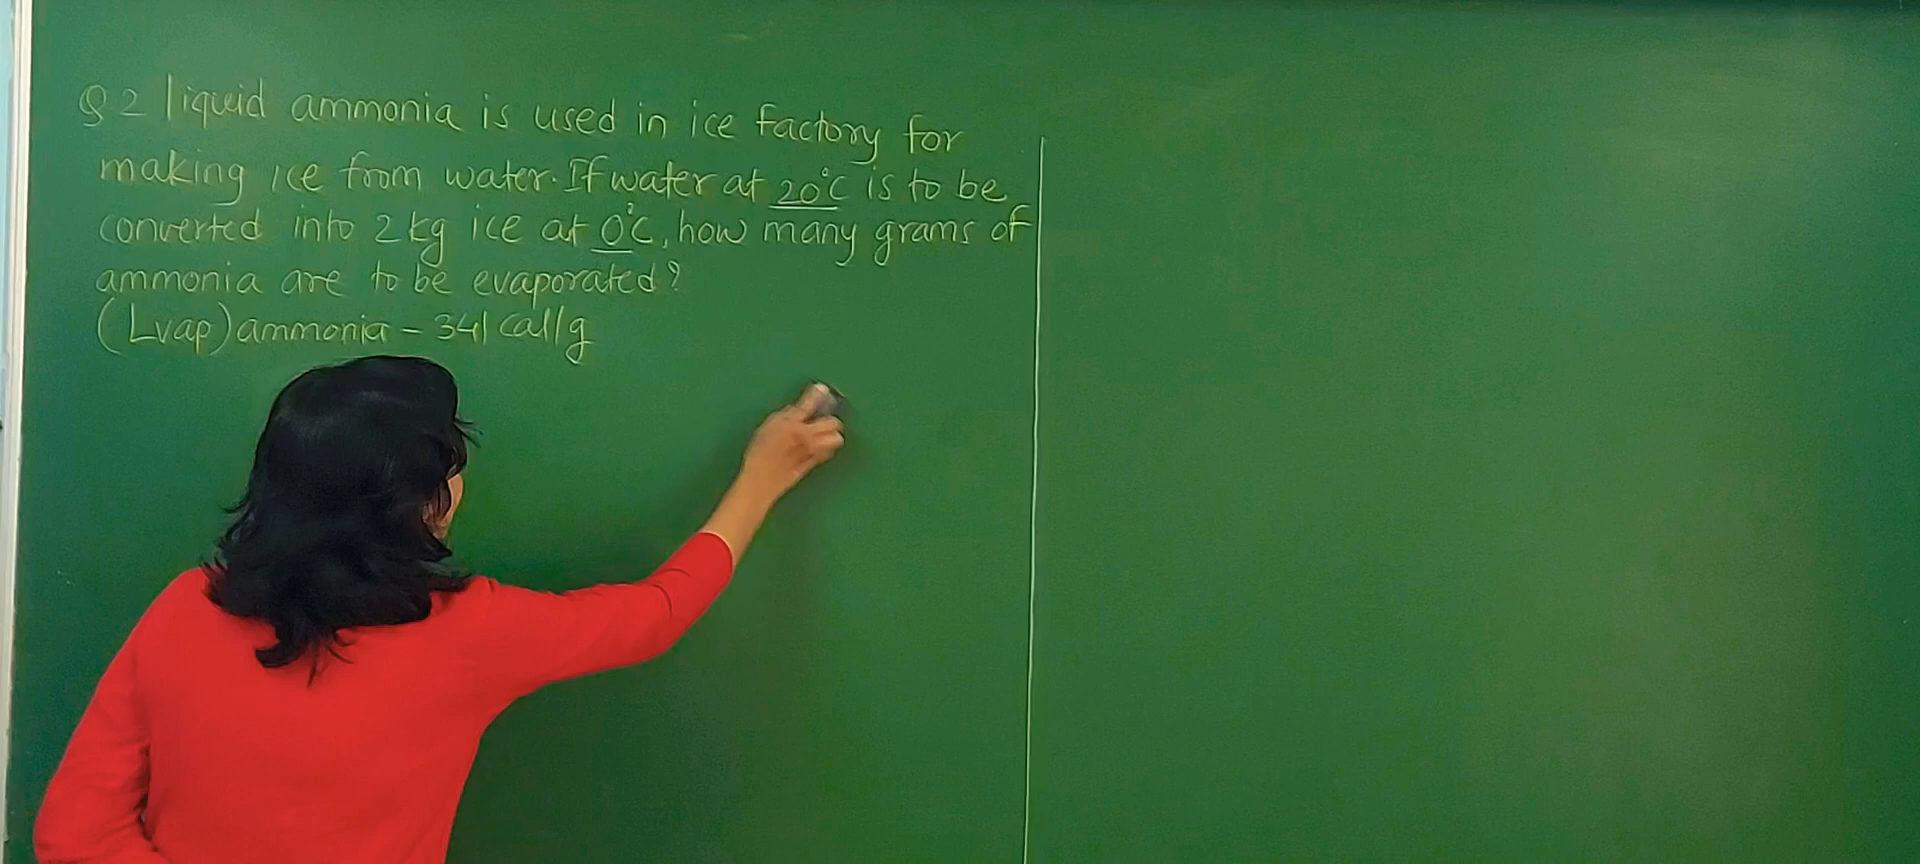 Q 2 liquid ammonia is used in ice factory for
making ice from water. If water at 20°C is to be
converted into 2 kg ice at 0°C, how many grams of
ammonia are to be evaporated?
(Lvap) ammonia - 341 cal/g